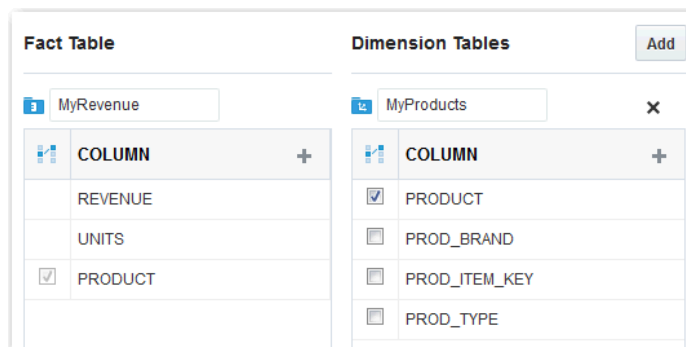 Fact Table
Dimension Tables
Add
MyRevenue
MyProducts
COLUMN
COLUMN
REVENUE
PRODUCT
UNITS
PROD_BRAND
PRODUCT
PROD_ITEM_KEY
PROD_TYPE